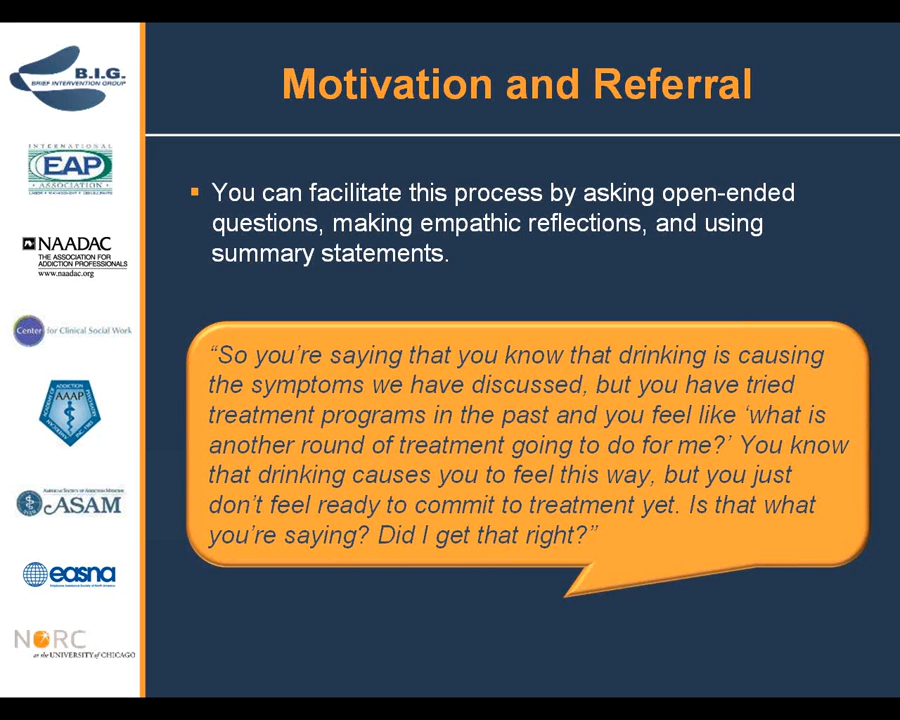 B.I.G.
BRIEF INTERVENTION GROUP
INTERNATIONAL
EAP
ASSOCIATION
NAADAC
THE ASSOCIATION FOR
ADDICTION PROFESSIONALS
www.naadac.org
Center for Clinical Social Work
AAAP
AMERICAN SOCIETY OF ADDICTION MEDICINE
ASAM
easna
NORC
at the UNIVERSITY of CHICAGO
Motivation and Referral
You can facilitate this process by asking open-ended
questions, making empathic reflections, and using
summary statements.
“So you’re saying that you know that drinking is causing
the symptoms we have discussed, but you have tried
treatment programs in the past and you feel like ‘what is
another round of treatment going to do for me?’ You know
that drinking causes you to feel this way, but you just
don’t feel ready to commit to treatment yet. Is that what
you’re saying? Did I get that right?”